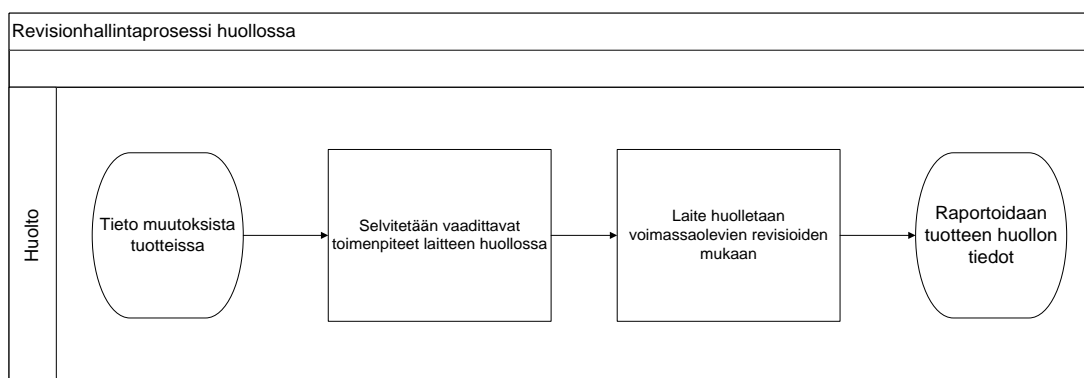 Revisionhallintaprosessi huollossa
Huolto
Tieto muutoksista
tuotteissa
Selvitetään vaadittavat
toimenpiteet laitteen huollossa
Laite huolletaan
voimassaolevien revisioiden
mukaan
Raportoidaan
tuotteen huollon
tiedot